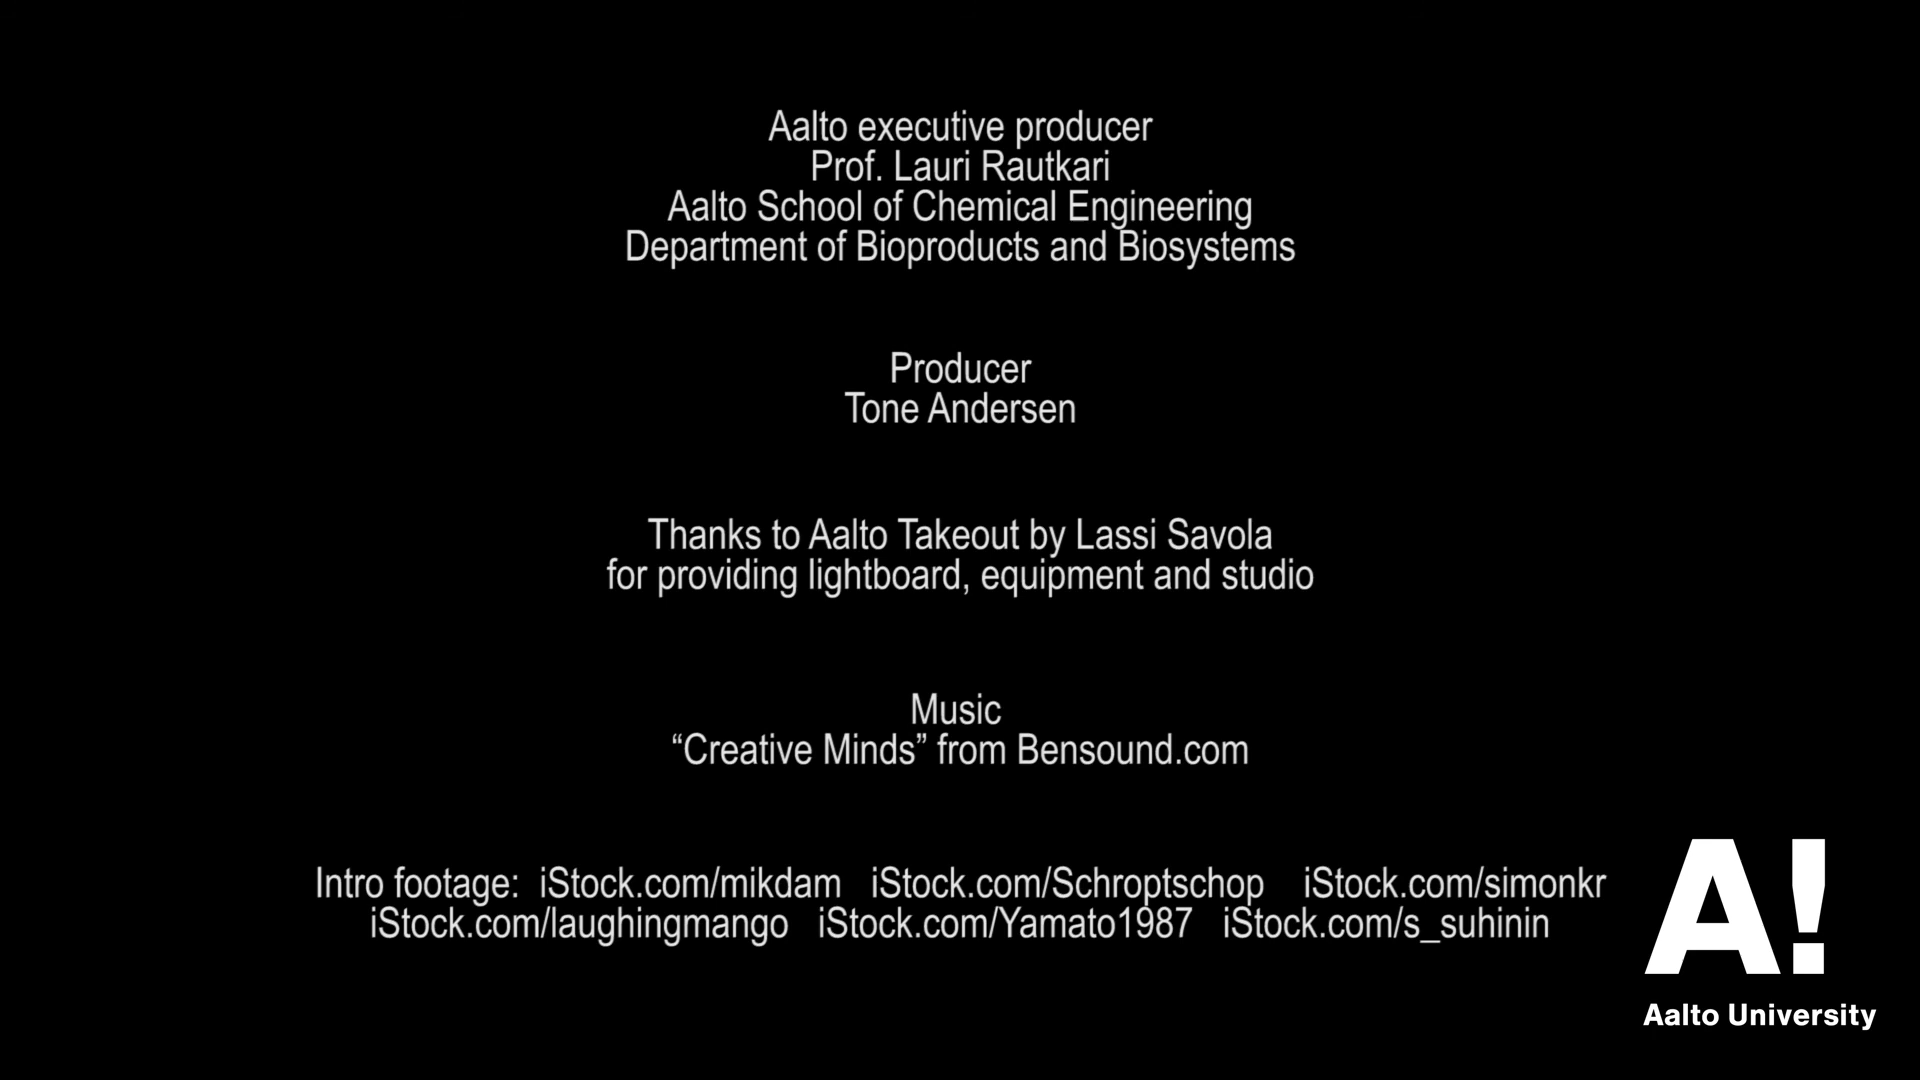 Aalto executive producer
Prof. Lauri Rautkari
Aalto School of Chemical Engineering
Department of Bioproducts and Biosystems
Producer
Tone Andersen
Thanks to Aalto Takeout by Lassi Savola
for providing lightboard, equipment and studio
Music
“Creative Minds” from Bensound.com
Intro footage: iStock.com/mikdam iStock.com/Schroptschop iStock.com/simonkr
iStock.com/laughingmango iStock.com/Yamato1987 iStock.com/s_suhinin
A!
Aalto University